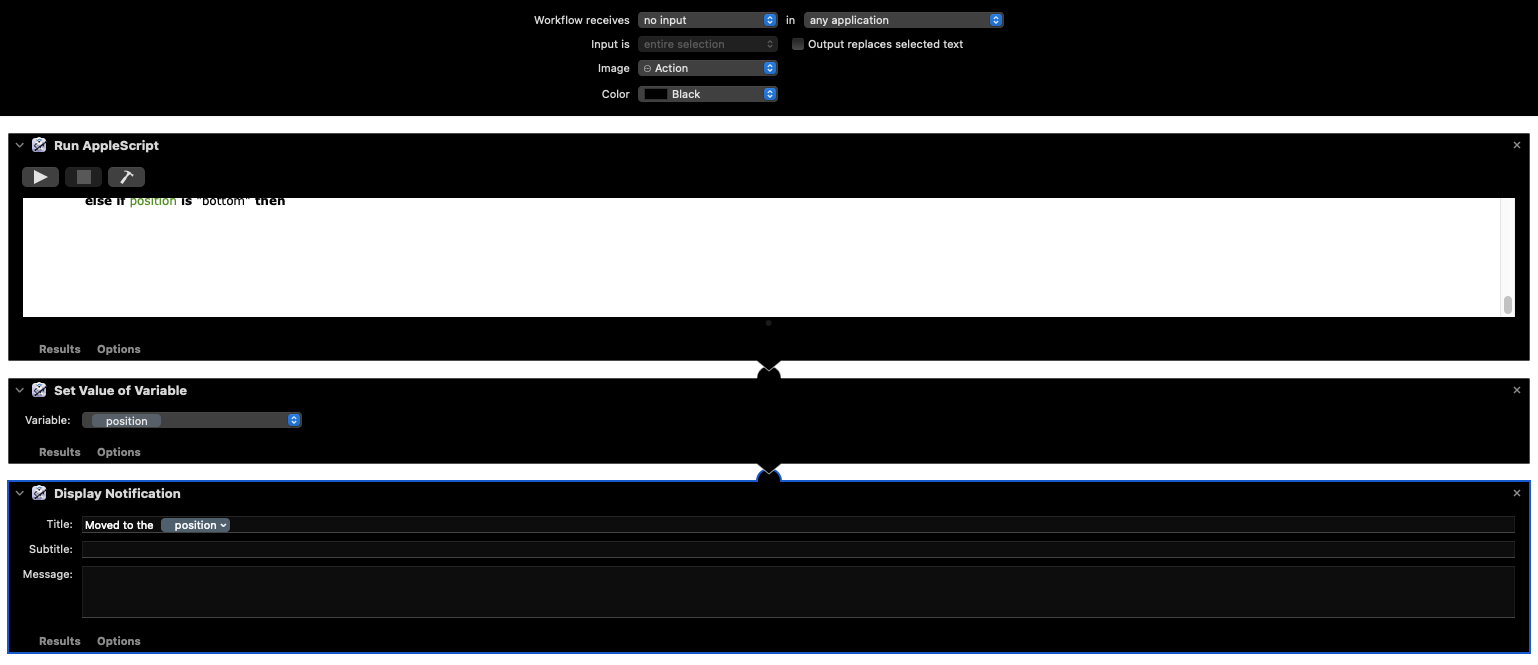 Workflow receives no input in any application
Input is entire selection Output replaces selected text
Image Action
Color Black
Run AppleScript
else if position is "bottom" then
Results Options
Set Value of Variable
Variable: position
Results Options
Display Notification
Title: Moved to the position
Subtitle:
Message:
Results Options